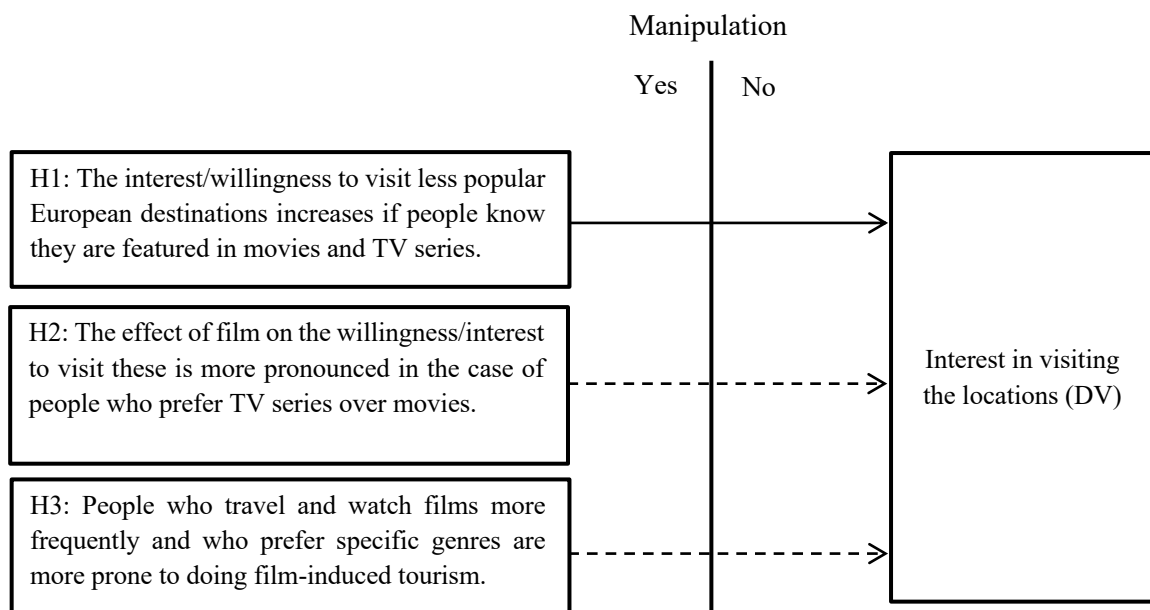 Manipulation
Yes
No
H1: The interest/willingness to visit less popular
European destinations increases if people know
they are featured in movies and TV series.
H2: The effect of film on the willingness/interest
to visit these is more pronounced in the case of
people who prefer TV series over movies.
H3: People who travel and watch films more
frequently and who prefer specific genres are
more prone to doing film-induced tourism.
Interest in visiting
the locations (DV)